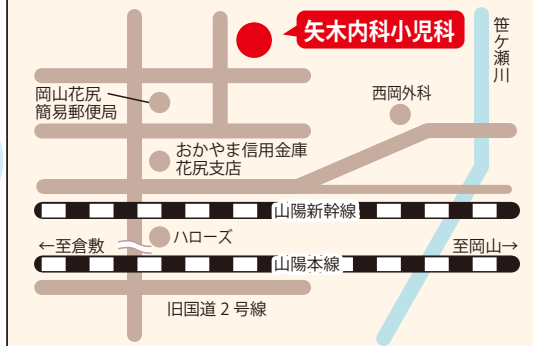 矢木内科小児科
笹ケ瀬川
岡山花尻
簡易郵便局
西岡外科
おかやま信用金庫
花尻支店
山陽新幹線
ハローズ
←至倉敷
至岡山→
山陽本線
旧国道2号線